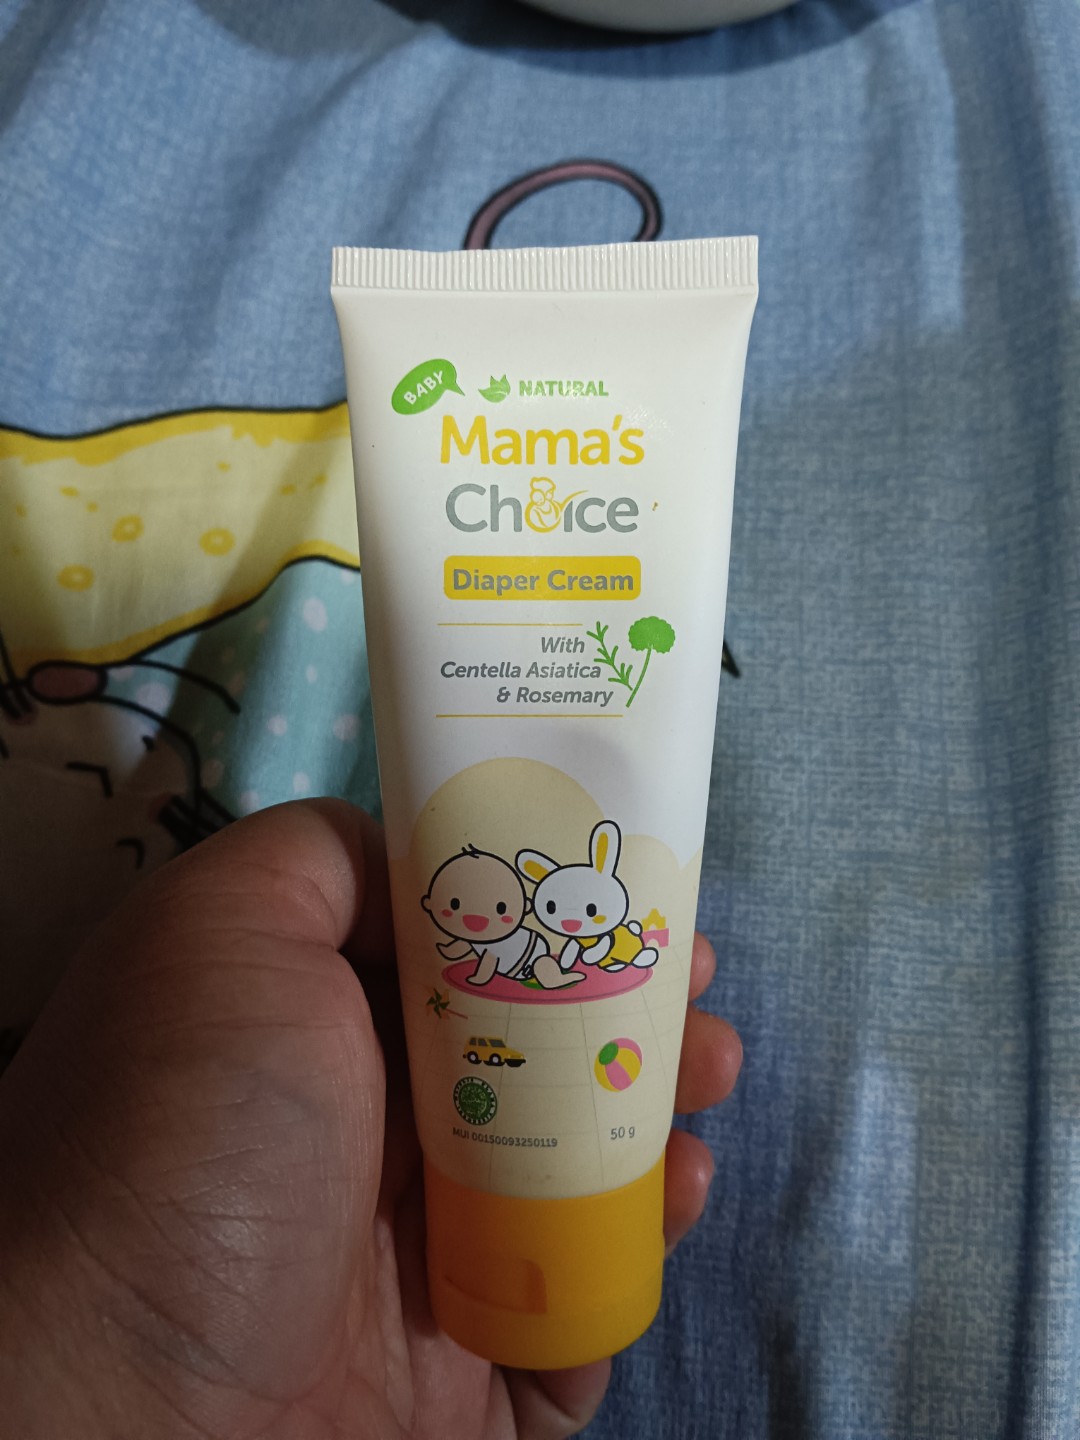 BABY
NATURAL
Mama's
Choice
Diaper Cream
With
Centella Asiatica
& Rosemary
MUI 00150093250119
50 g